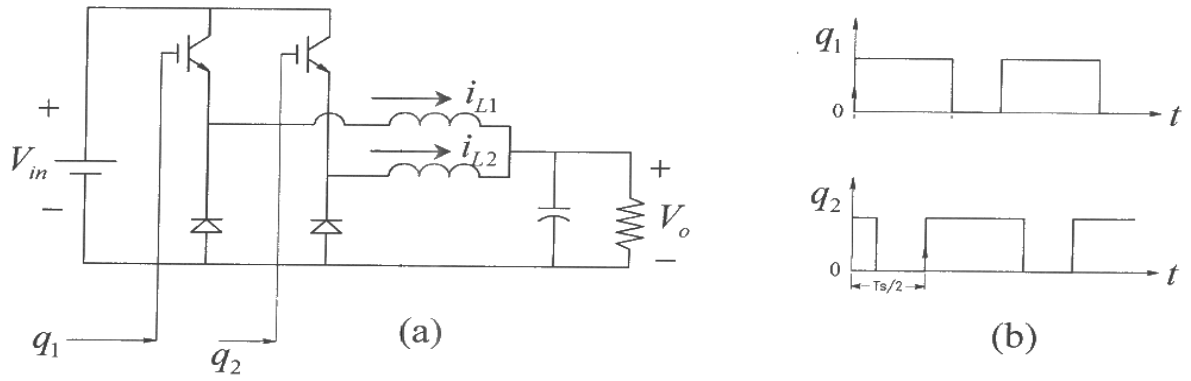 +
V_in
−
i_L1
i_L2
+
V_o
−
q_1
q_2
(a)
q_1
0
t
q_2
0
Ts/2
t
(b)